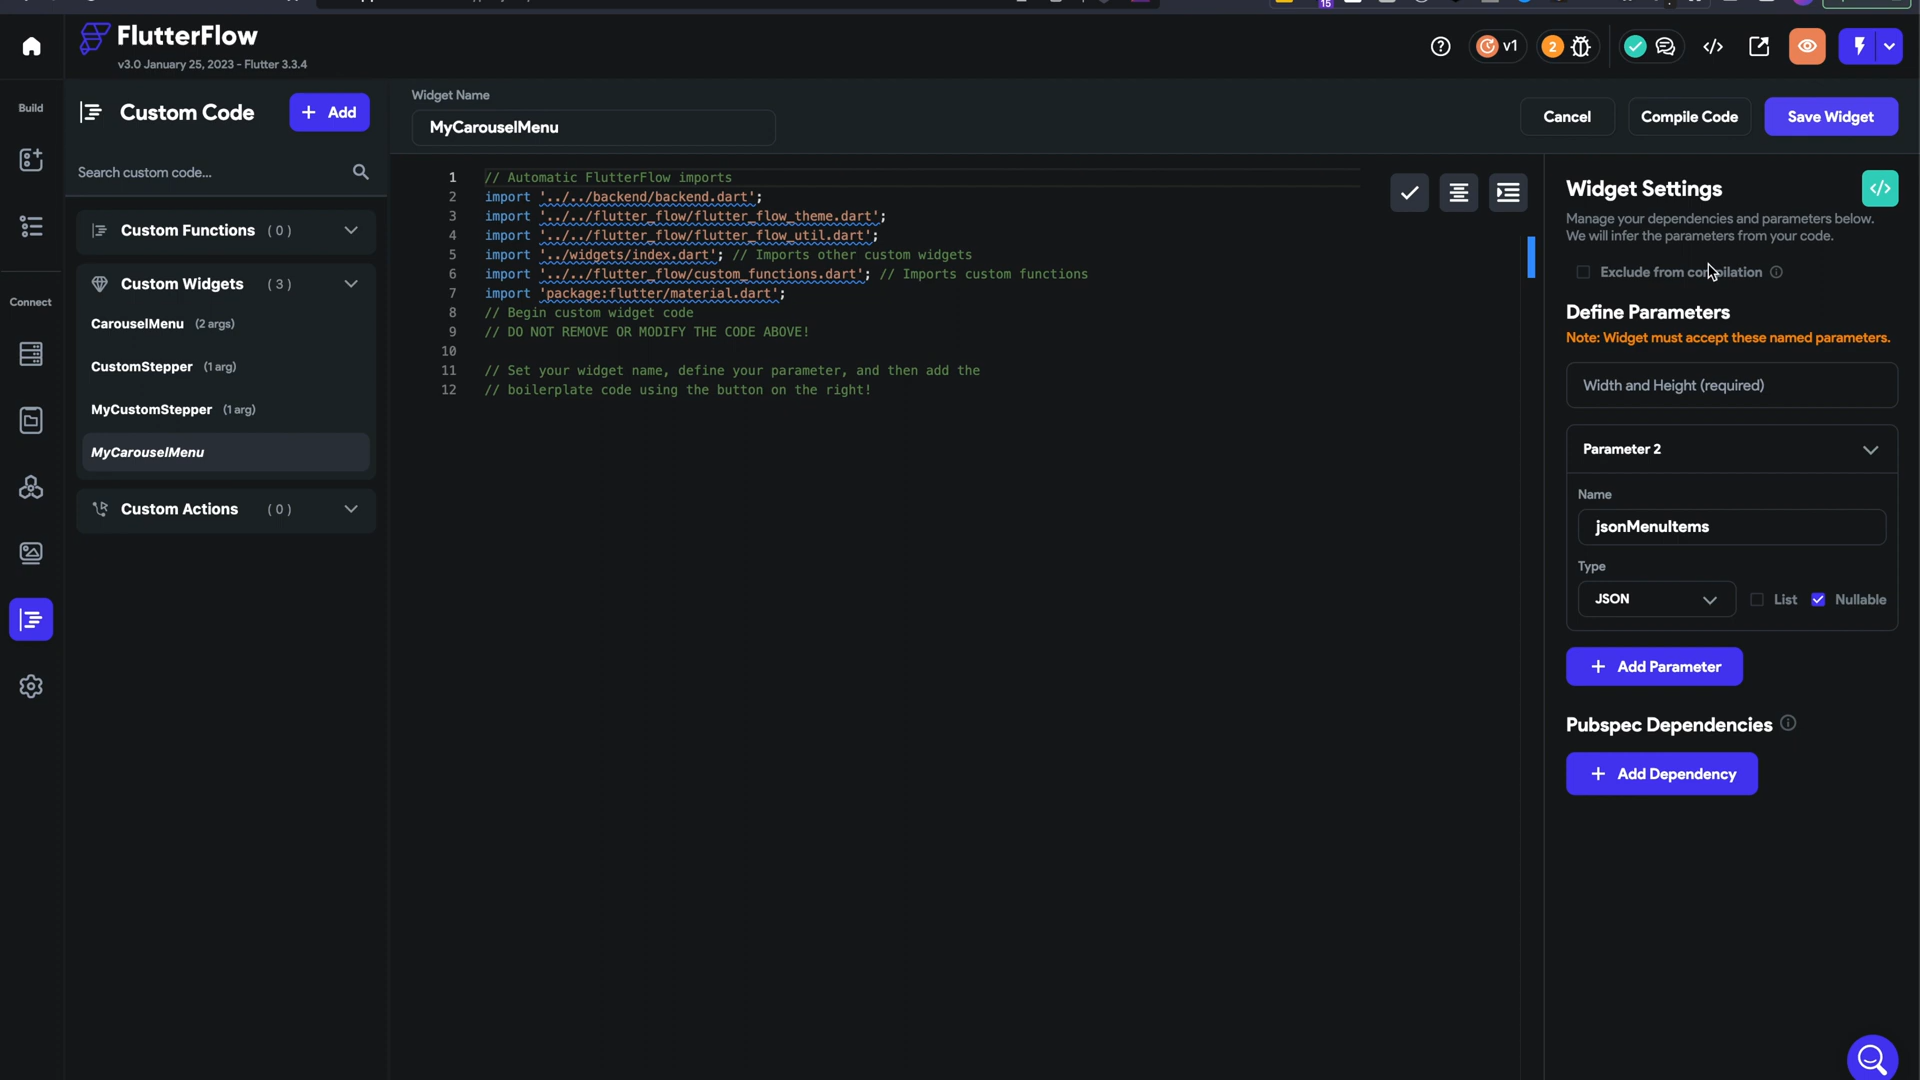 15
FlutterFlow
v3.0 January 25, 2023 - Flutter 3.3.4
v1
2
Build
Connect
Custom Code
+ Add
Search custom code...
Custom Functions ( 0 )
Custom Widgets ( 3 )
CarouselMenu (2 args)
CustomStepper (1 arg)
MyCustomStepper (1 arg)
MyCarouselMenu
Custom Actions ( 0 )
Widget Name
MyCarouselMenu
Cancel
Compile Code
Save Widget
1 // Automatic FlutterFlow imports
2 import '../../backend/backend.dart';
3 import '../../flutter_flow/flutter_flow_theme.dart';
4 import '../../flutter_flow/flutter_flow_util.dart';
5 import '../widgets/index.dart'; // Imports other custom widgets
6 import '../../flutter_flow/custom_functions.dart'; // Imports custom functions
7 import 'package:flutter/material.dart';
8 // Begin custom widget code
9 // DO NOT REMOVE OR MODIFY THE CODE ABOVE!
10
11 // Set your widget name, define your parameter, and then add the
12 // boilerplate code using the button on the right!
Widget Settings
</>
Manage your dependencies and parameters below.
We will infer the parameters from your code.
Exclude from compilation
Define Parameters
Note: Widget must accept these named parameters.
Width and Height (required)
Parameter 2
Name
jsonMenuItems
Type
JSON
List
Nullable
+ Add Parameter
Pubspec Dependencies
+ Add Dependency